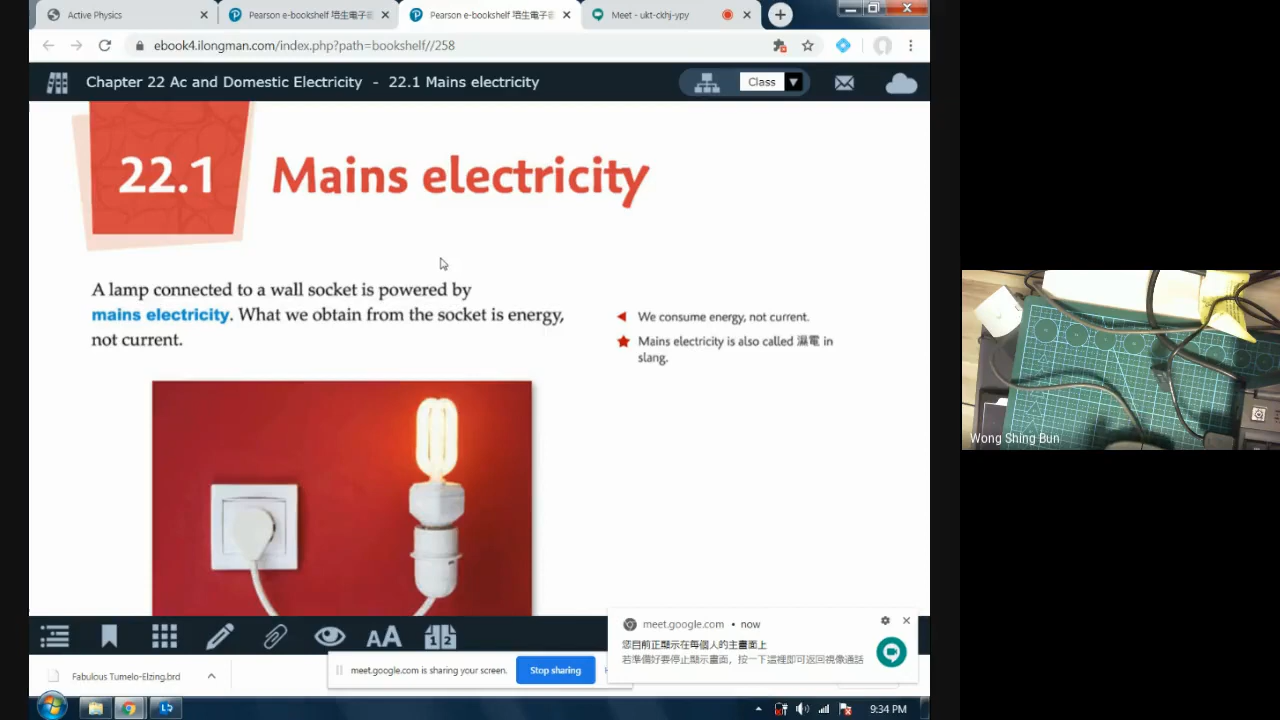 Active Physics
Pearson e-bookshelf 培生電子
Pearson e-bookshelf 培生電子
Meet - ukt-ckhj-ypy
ebook4.ilongman.com/index.php?path=bookshelf//258
Chapter 22 Ac and Domestic Electricity - 22.1 Mains electricity
Class
22.1 Mains electricity
A lamp connected to a wall socket is powered by
mains electricity. What we obtain from the socket is energy,
not current.
We consume energy, not current.
Mains electricity is also called 濕電 in
slang.
Wong Shing Bun
meet.google.com • now
您目前正顯示在每個人的主畫面上
若準備好要停止顯示畫面，按一下這裡即可返回視像通話
AA
1 2
meet.google.com is sharing your screen.
Stop sharing
Fabulous Tumelo-Elzing.brd
9:34 PM